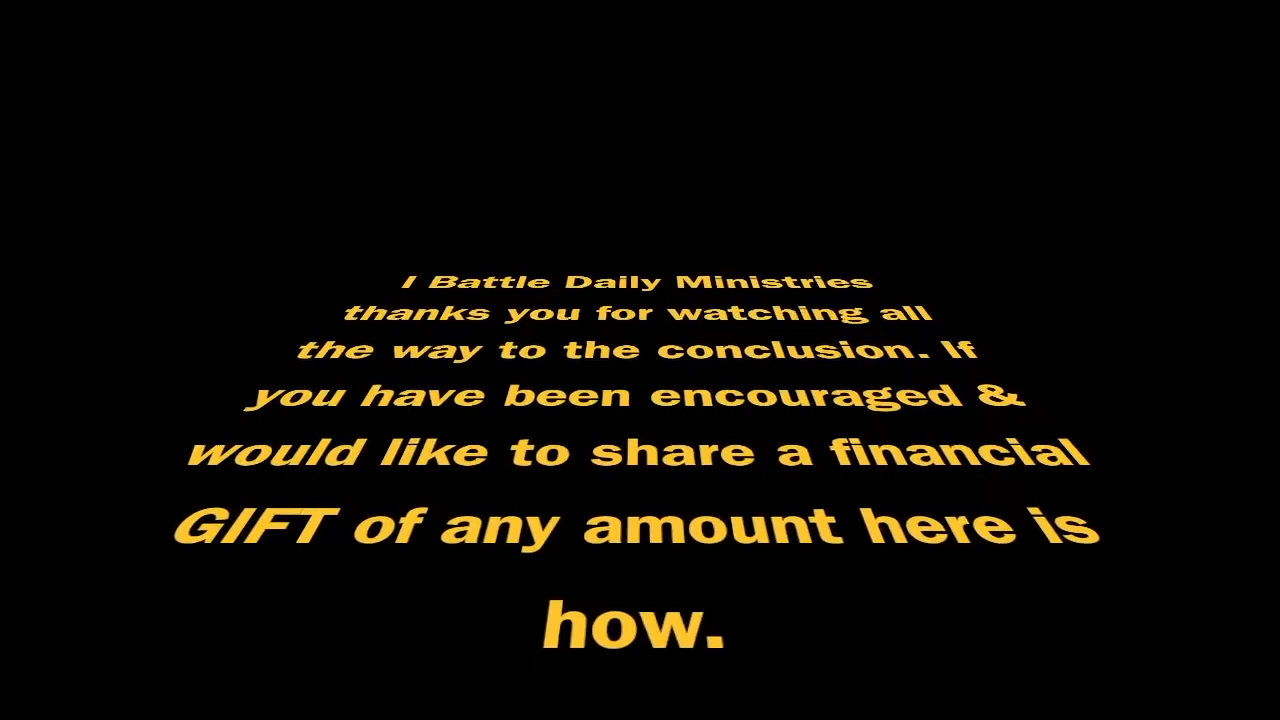 I Battle Daily Ministries
thanks you for watching all
the way to the conclusion. If
you have been encouraged &
would like to share a financial
GIFT of any amount here is
how.